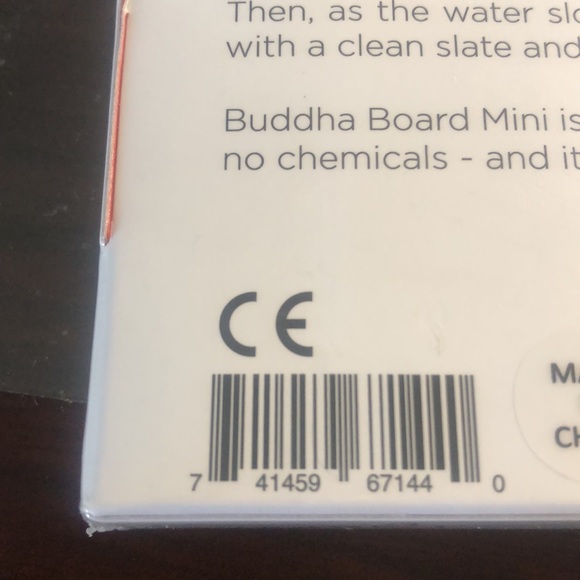 Then, as the water
with a clean slate and
Buddha Board Mini is
no chemicals - and it
CE
7 41459 67144 0